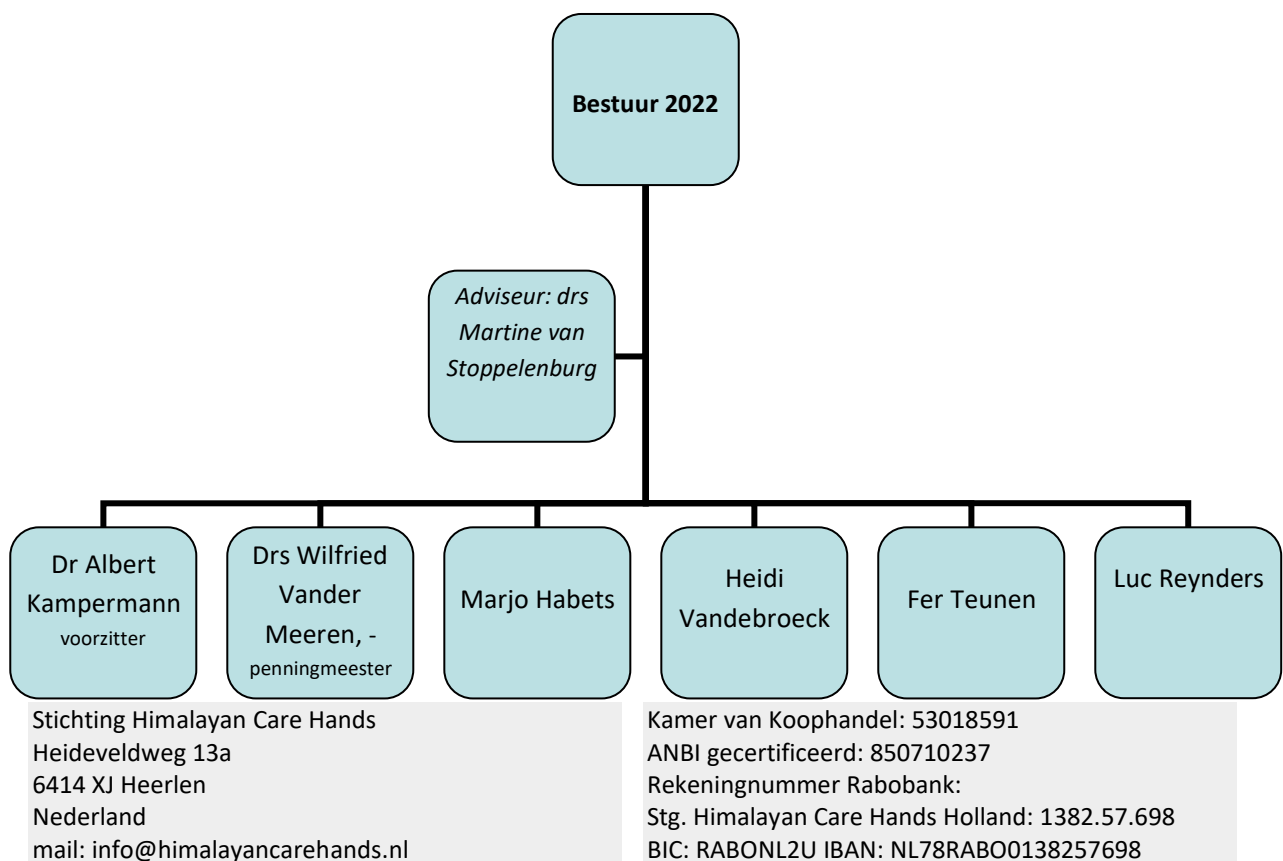 Bestuur 2022
Adviseur: drs
Martine van
Stoppelenburg
Dr Albert
Kampermann
voorzitter
Drs Wilfried
Vander
Meeren, -
penningmeester
Marjo Habets
Heidi
Vandebroeck
Fer Teunen
Luc Reynders
Stichting Himalayan Care Hands
Heideveldweg 13a
6414 XJ Heerlen
Nederland
mail: info@himalayancarehands.nl
Kamer van Koophandel: 53018591
ANBI gecertificeerd: 850710237
Rekeningnummer Rabobank:
Stg. Himalayan Care Hands Holland: 1382.57.698
BIC: RABONL2U IBAN: NL78RABO0138257698